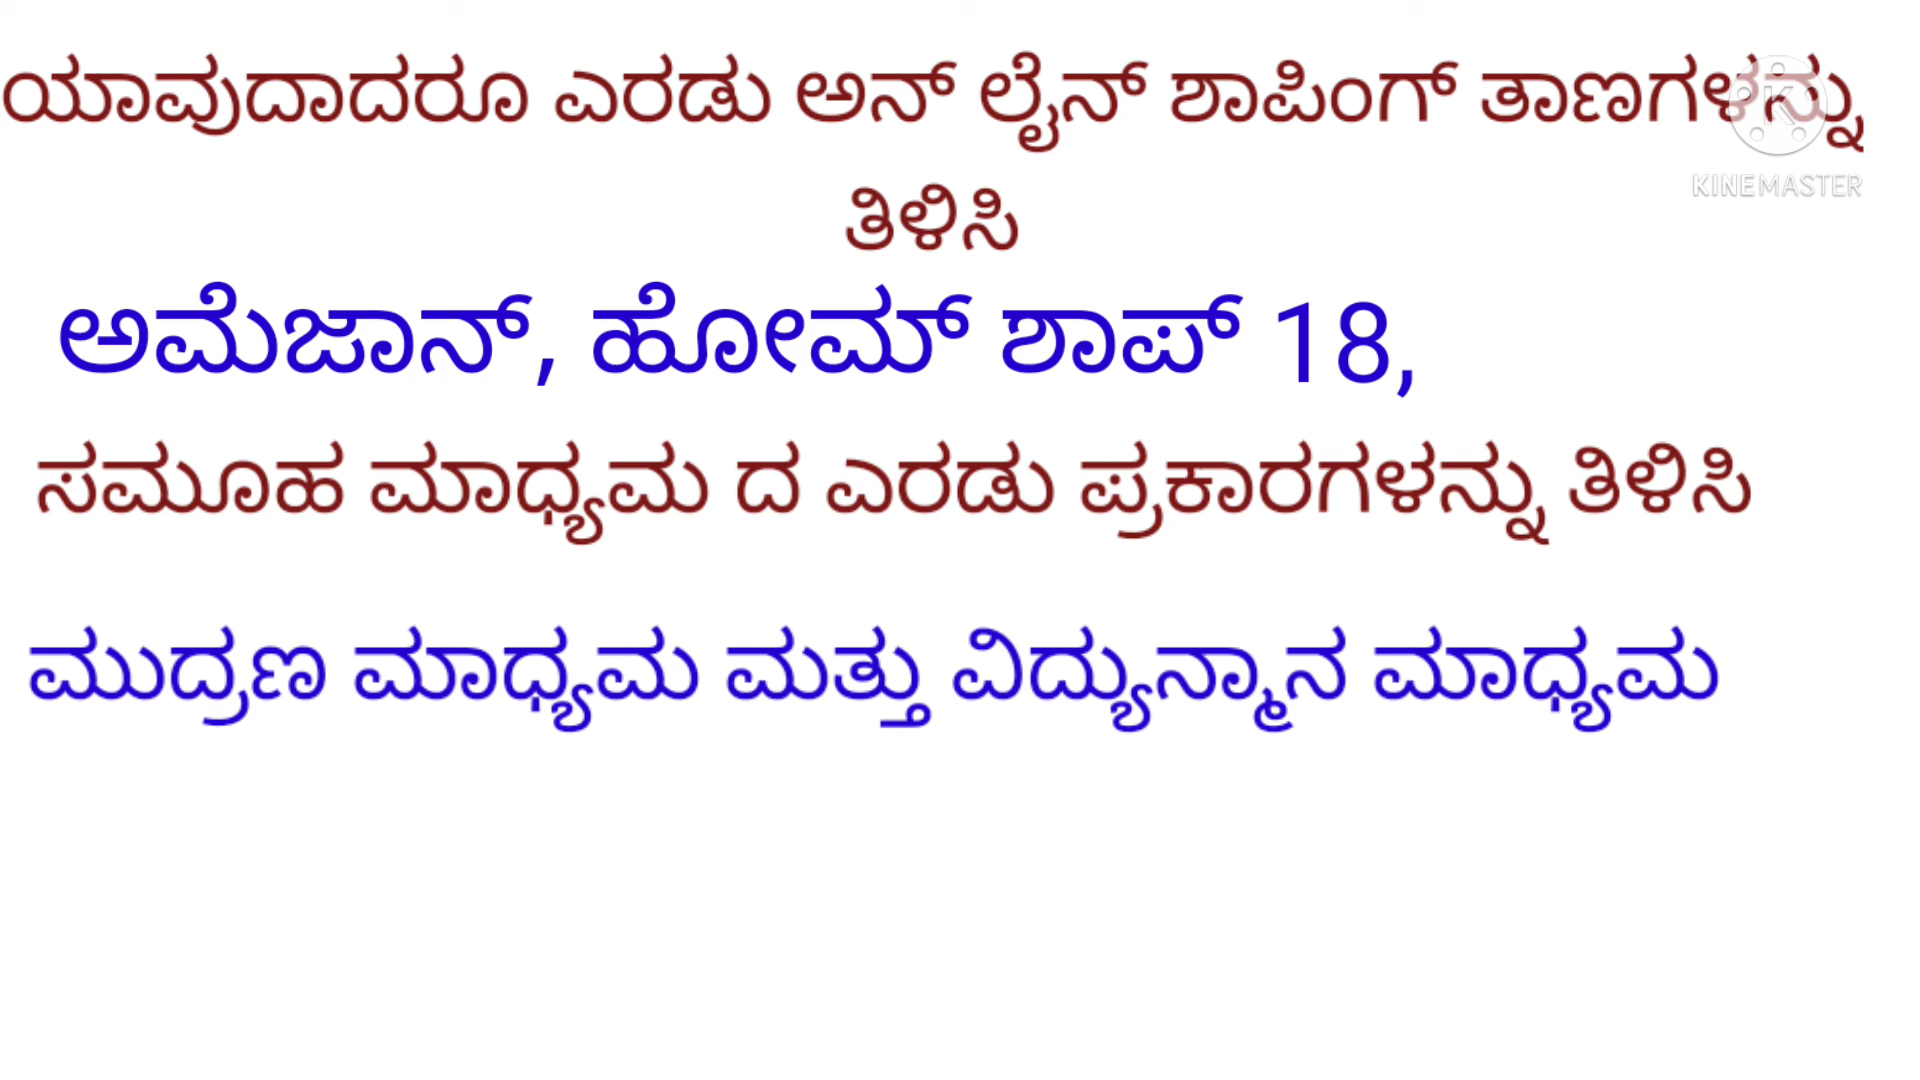 ಯಾವುದಾದರೂ ಎರಡು ಅನ್ ಲೈನ್ ಶಾಪಿಂಗ್ ತಾಣಗಳನ್ನು
KINEMASTER
ತಿಳಿಸಿ
ಅಮೆಜಾನ್, ಹೋಮ್ ಶಾಪ್ 18,
ಸಮೂಹ ಮಾಧ್ಯಮ ದ ಎರಡು ಪ್ರಕಾರಗಳನ್ನು ತಿಳಿಸಿ
ಮುದ್ರಣ ಮಾಧ್ಯಮ ಮತ್ತು ವಿದ್ಯುನ್ಮಾನ ಮಾಧ್ಯಮ